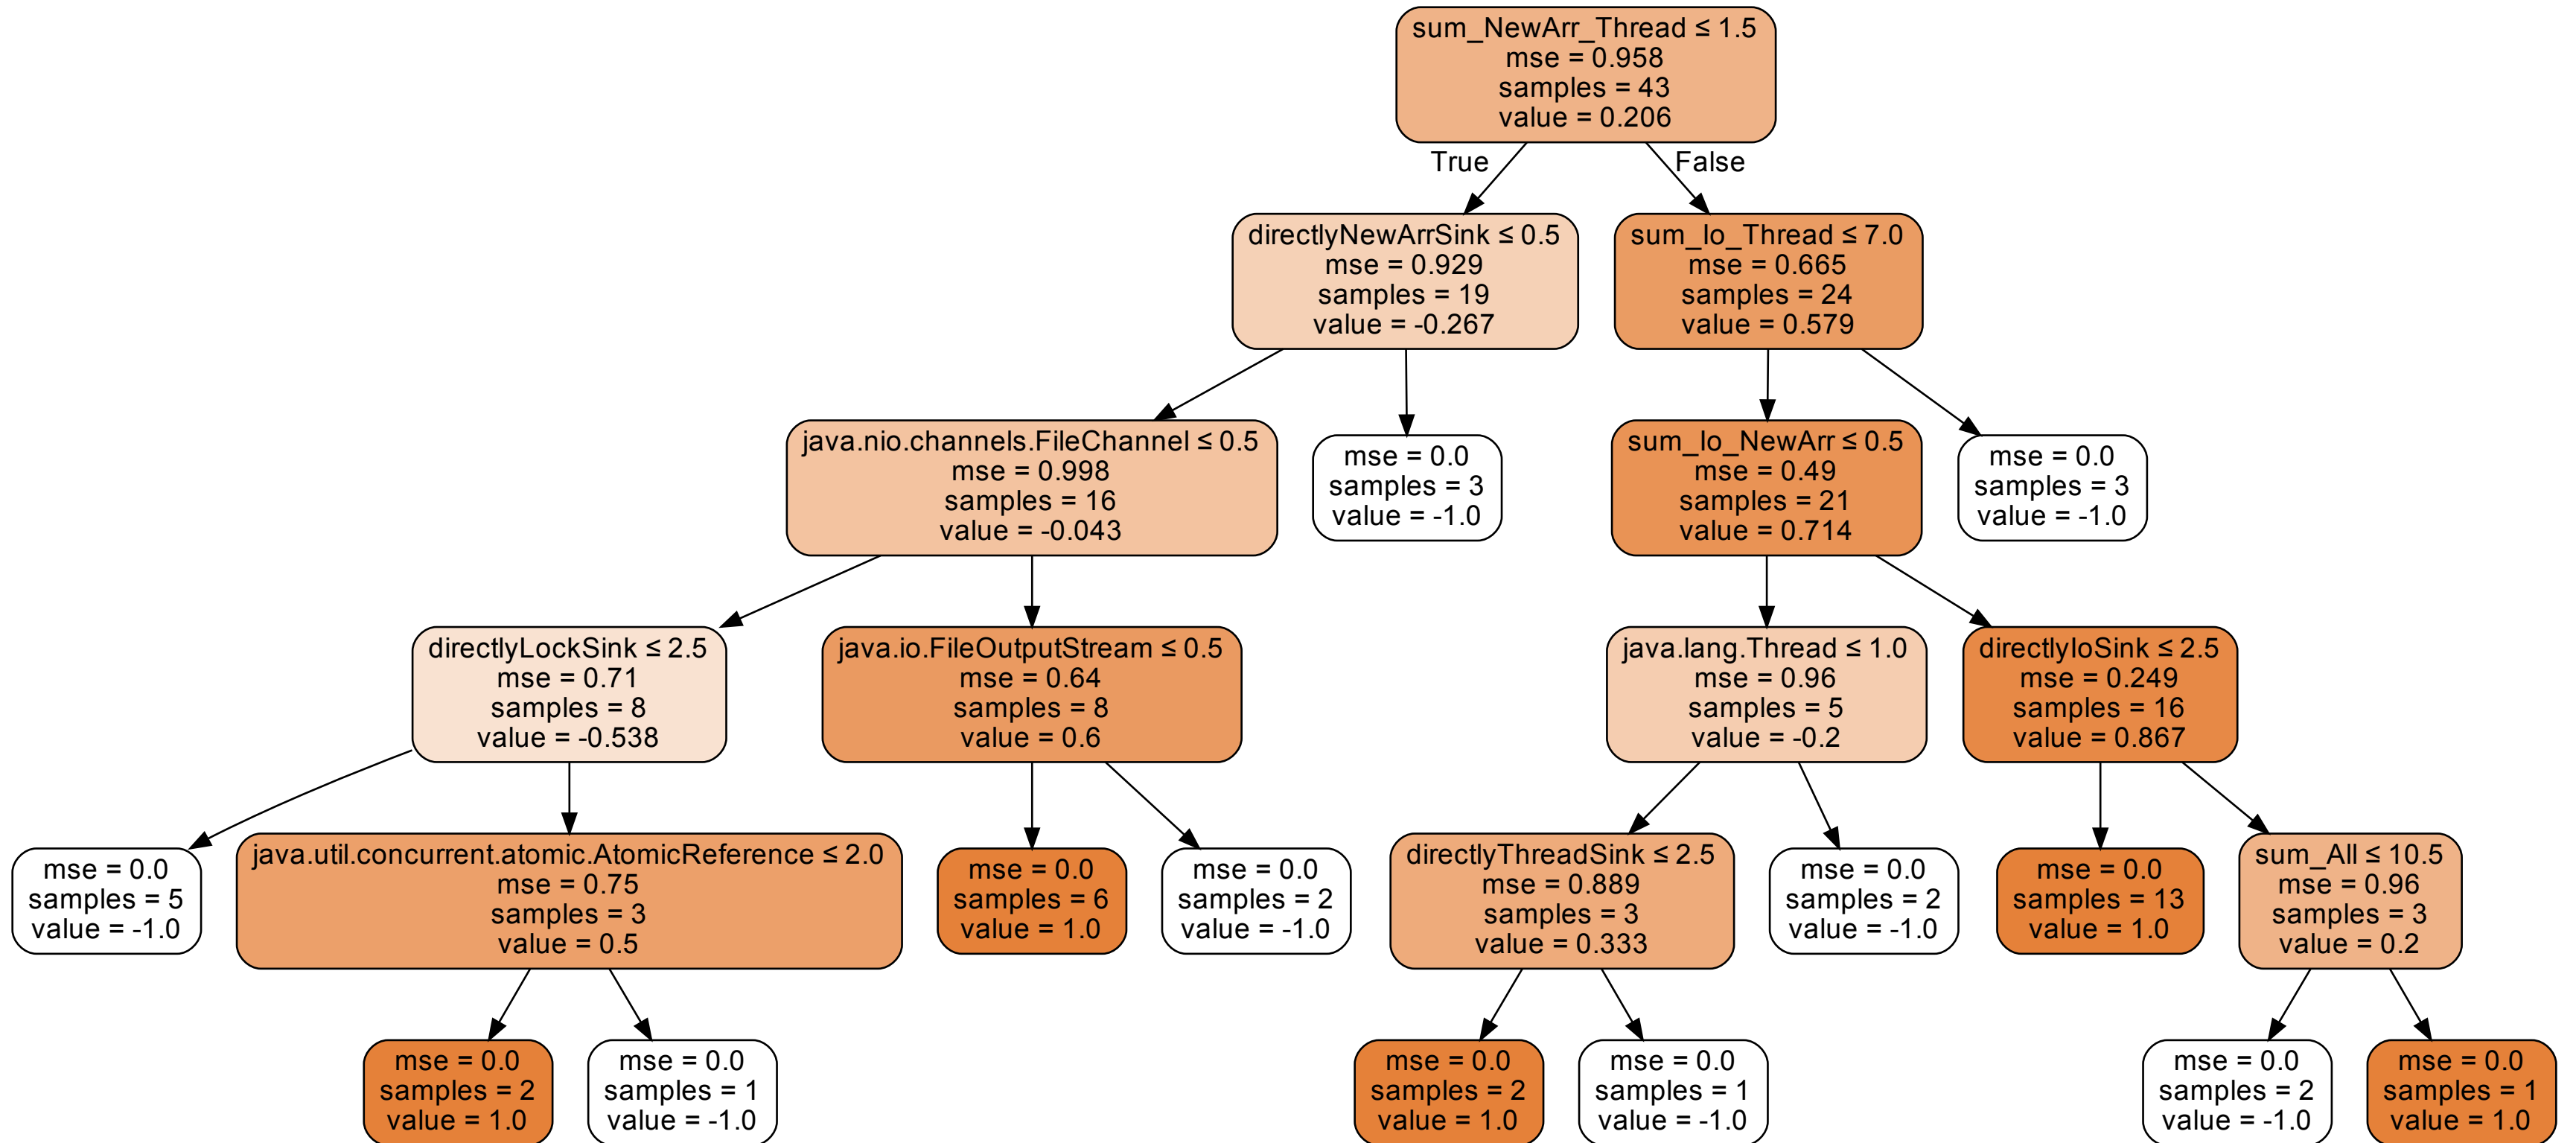 sum_NewArr_Thread ≤ 1.5
mse = 0.958
samples = 43
value = 0.206
True
False
directlyNewArrSink ≤ 0.5
mse = 0.929
samples = 19
value = -0.267
sum_Io_Thread ≤ 7.0
mse = 0.665
samples = 24
value = 0.579
java.nio.channels.FileChannel ≤ 0.5
mse = 0.998
samples = 16
value = -0.043
mse = 0.0
samples = 3
value = -1.0
sum_Io_NewArr ≤ 0.5
mse = 0.49
samples = 21
value = 0.714
mse = 0.0
samples = 3
value = -1.0
directlyLockSink ≤ 2.5
mse = 0.71
samples = 8
value = -0.538
java.io.FileOutputStream ≤ 0.5
mse = 0.64
samples = 8
value = 0.6
java.lang.Thread ≤ 1.0
mse = 0.96
samples = 5
value = -0.2
directlyIoSink ≤ 2.5
mse = 0.249
samples = 16
value = 0.867
mse = 0.0
samples = 5
value = -1.0
java.util.concurrent.atomic.AtomicReference ≤ 2.0
mse = 0.75
samples = 3
value = 0.5
mse = 0.0
samples = 6
value = 1.0
mse = 0.0
samples = 2
value = -1.0
directlyThreadSink ≤ 2.5
mse = 0.889
samples = 3
value = 0.333
mse = 0.0
samples = 2
value = -1.0
mse = 0.0
samples = 13
value = 1.0
sum_All ≤ 10.5
mse = 0.96
samples = 3
value = 0.2
mse = 0.0
samples = 2
value = 1.0
mse = 0.0
samples = 1
value = -1.0
mse = 0.0
samples = 2
value = 1.0
mse = 0.0
samples = 1
value = -1.0
mse = 0.0
samples = 2
value = -1.0
mse = 0.0
samples = 1
value = 1.0